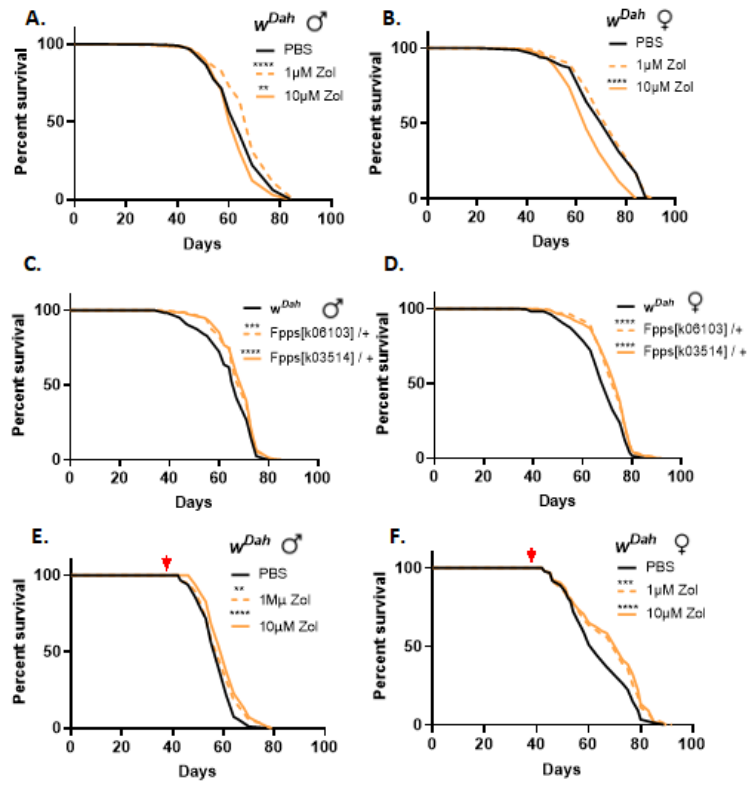 A.
w^Dah ♂
PBS
**** 1µM Zol
** 10µM Zol
Percent survival
100
50
0
0 20 40 60 80 100
Days
B.
w^Dah ♀
PBS
1µM Zol
**** 10µM Zol
Percent survival
100
50
0
0 20 40 60 80 100
Days
C.
w^Dah ♂
*** Fpps[k06103] /+
**** Fpps[k03514] / +
Percent survival
100
50
0
0 20 40 60 80 100
Days
D.
w^Dah ♀
**** Fpps[k06103] /+
**** Fpps[k03514] / +
Percent survival
100
50
0
0 20 40 60 80 100
Days
E.
w^Dah ♂
PBS
** 1Mµ Zol
**** 10µM Zol
Percent survival
100
50
0
0 20 40 60 80 100
Days
F.
w^Dah ♀
PBS
*** 1µM Zol
**** 10µM Zol
Percent survival
100
50
0
0 20 40 60 80 100
Days